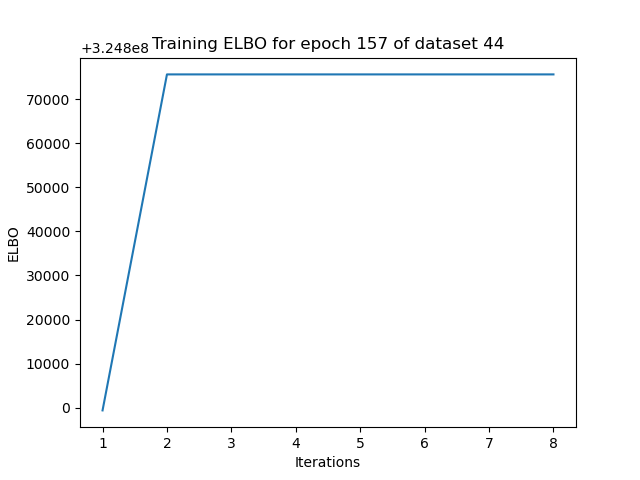 +3.248e8
Training ELBO for epoch 157 of dataset 44
70000
60000
50000
40000
30000
20000
10000
0
ELBO
1 2 3 4 5 6 7 8
Iterations